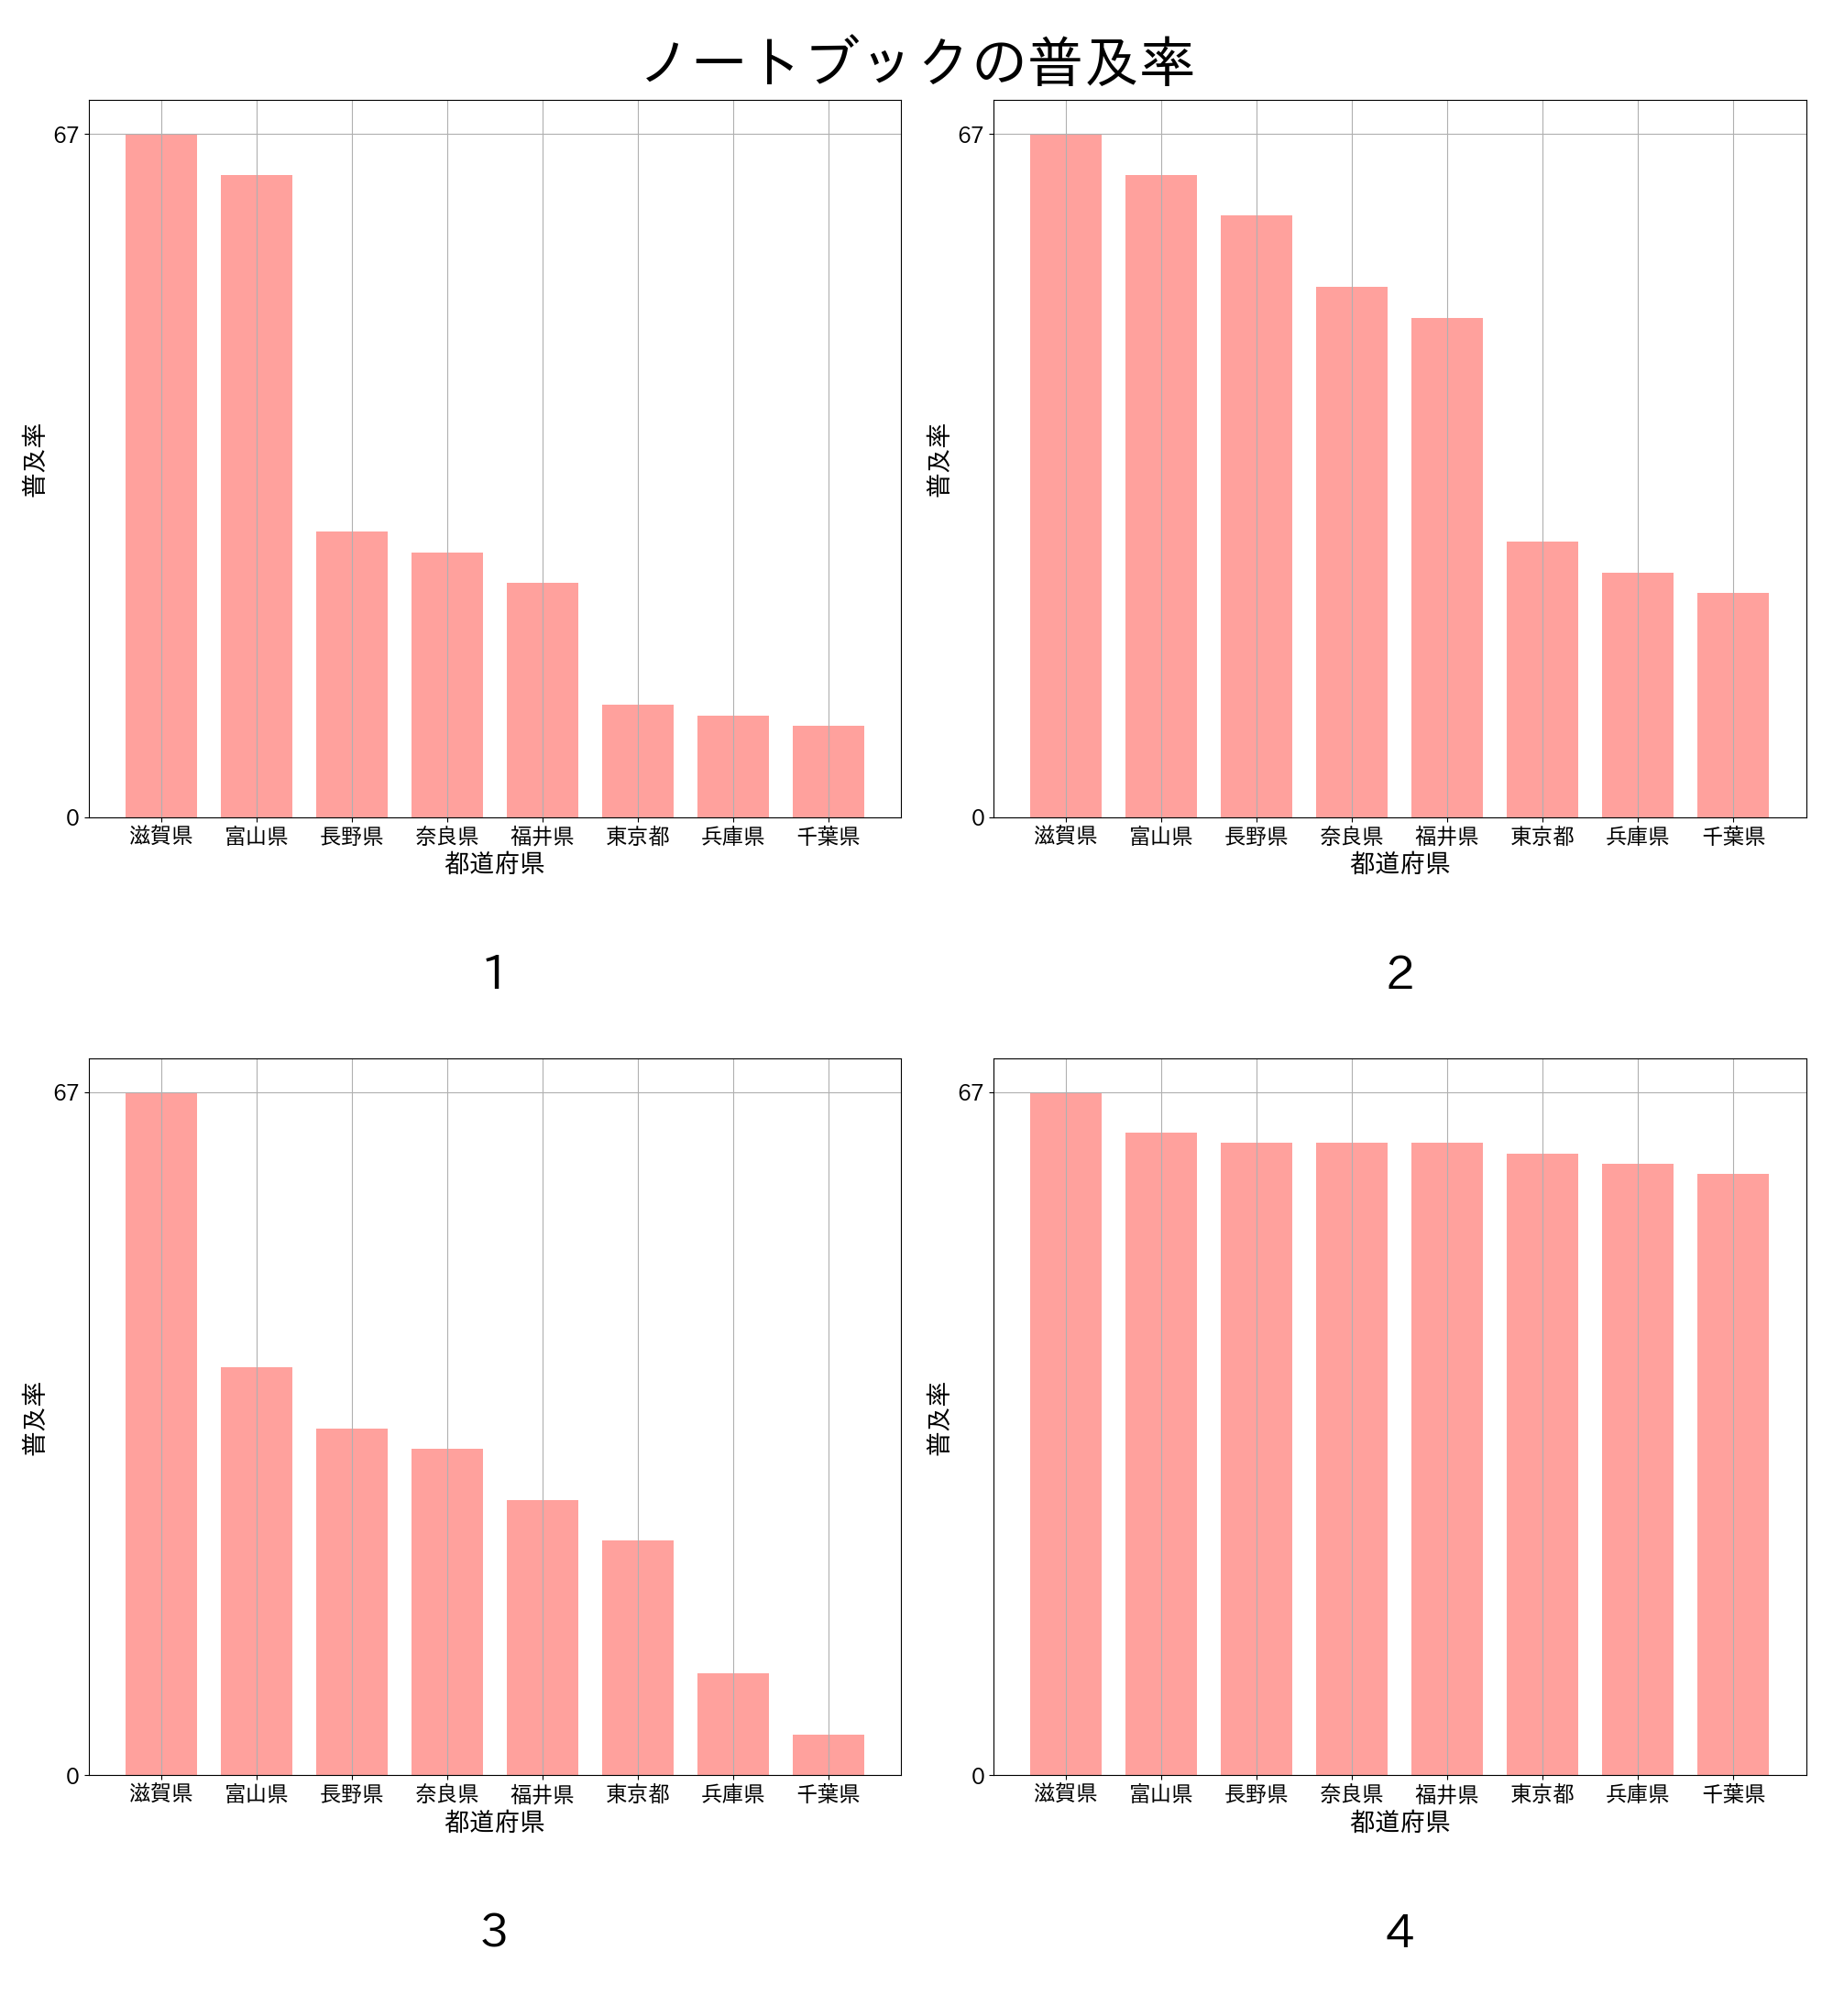 ノートブックの普及率
67
0
普及率
滋賀県 富山県 長野県 奈良県 福井県 東京都 兵庫県 千葉県
都道府県
1
67
0
普及率
滋賀県 富山県 長野県 奈良県 福井県 東京都 兵庫県 千葉県
都道府県
2
67
0
普及率
滋賀県 富山県 長野県 奈良県 福井県 東京都 兵庫県 千葉県
都道府県
3
67
0
普及率
滋賀県 富山県 長野県 奈良県 福井県 東京都 兵庫県 千葉県
都道府県
4